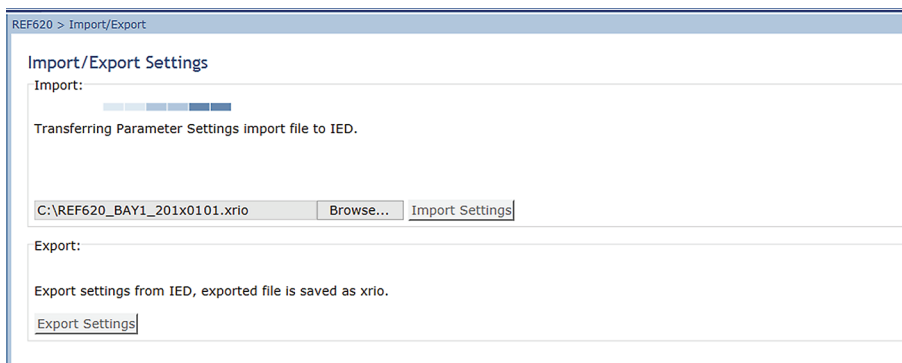 REF620 > Import/Export
Import/Export Settings
Import:
Transferring Parameter Settings import file to IED.
C:\REF620_BAY1_201x0101.xrio Browse... Import Settings
Export:
Export settings from IED, exported file is saved as xrio.
Export Settings